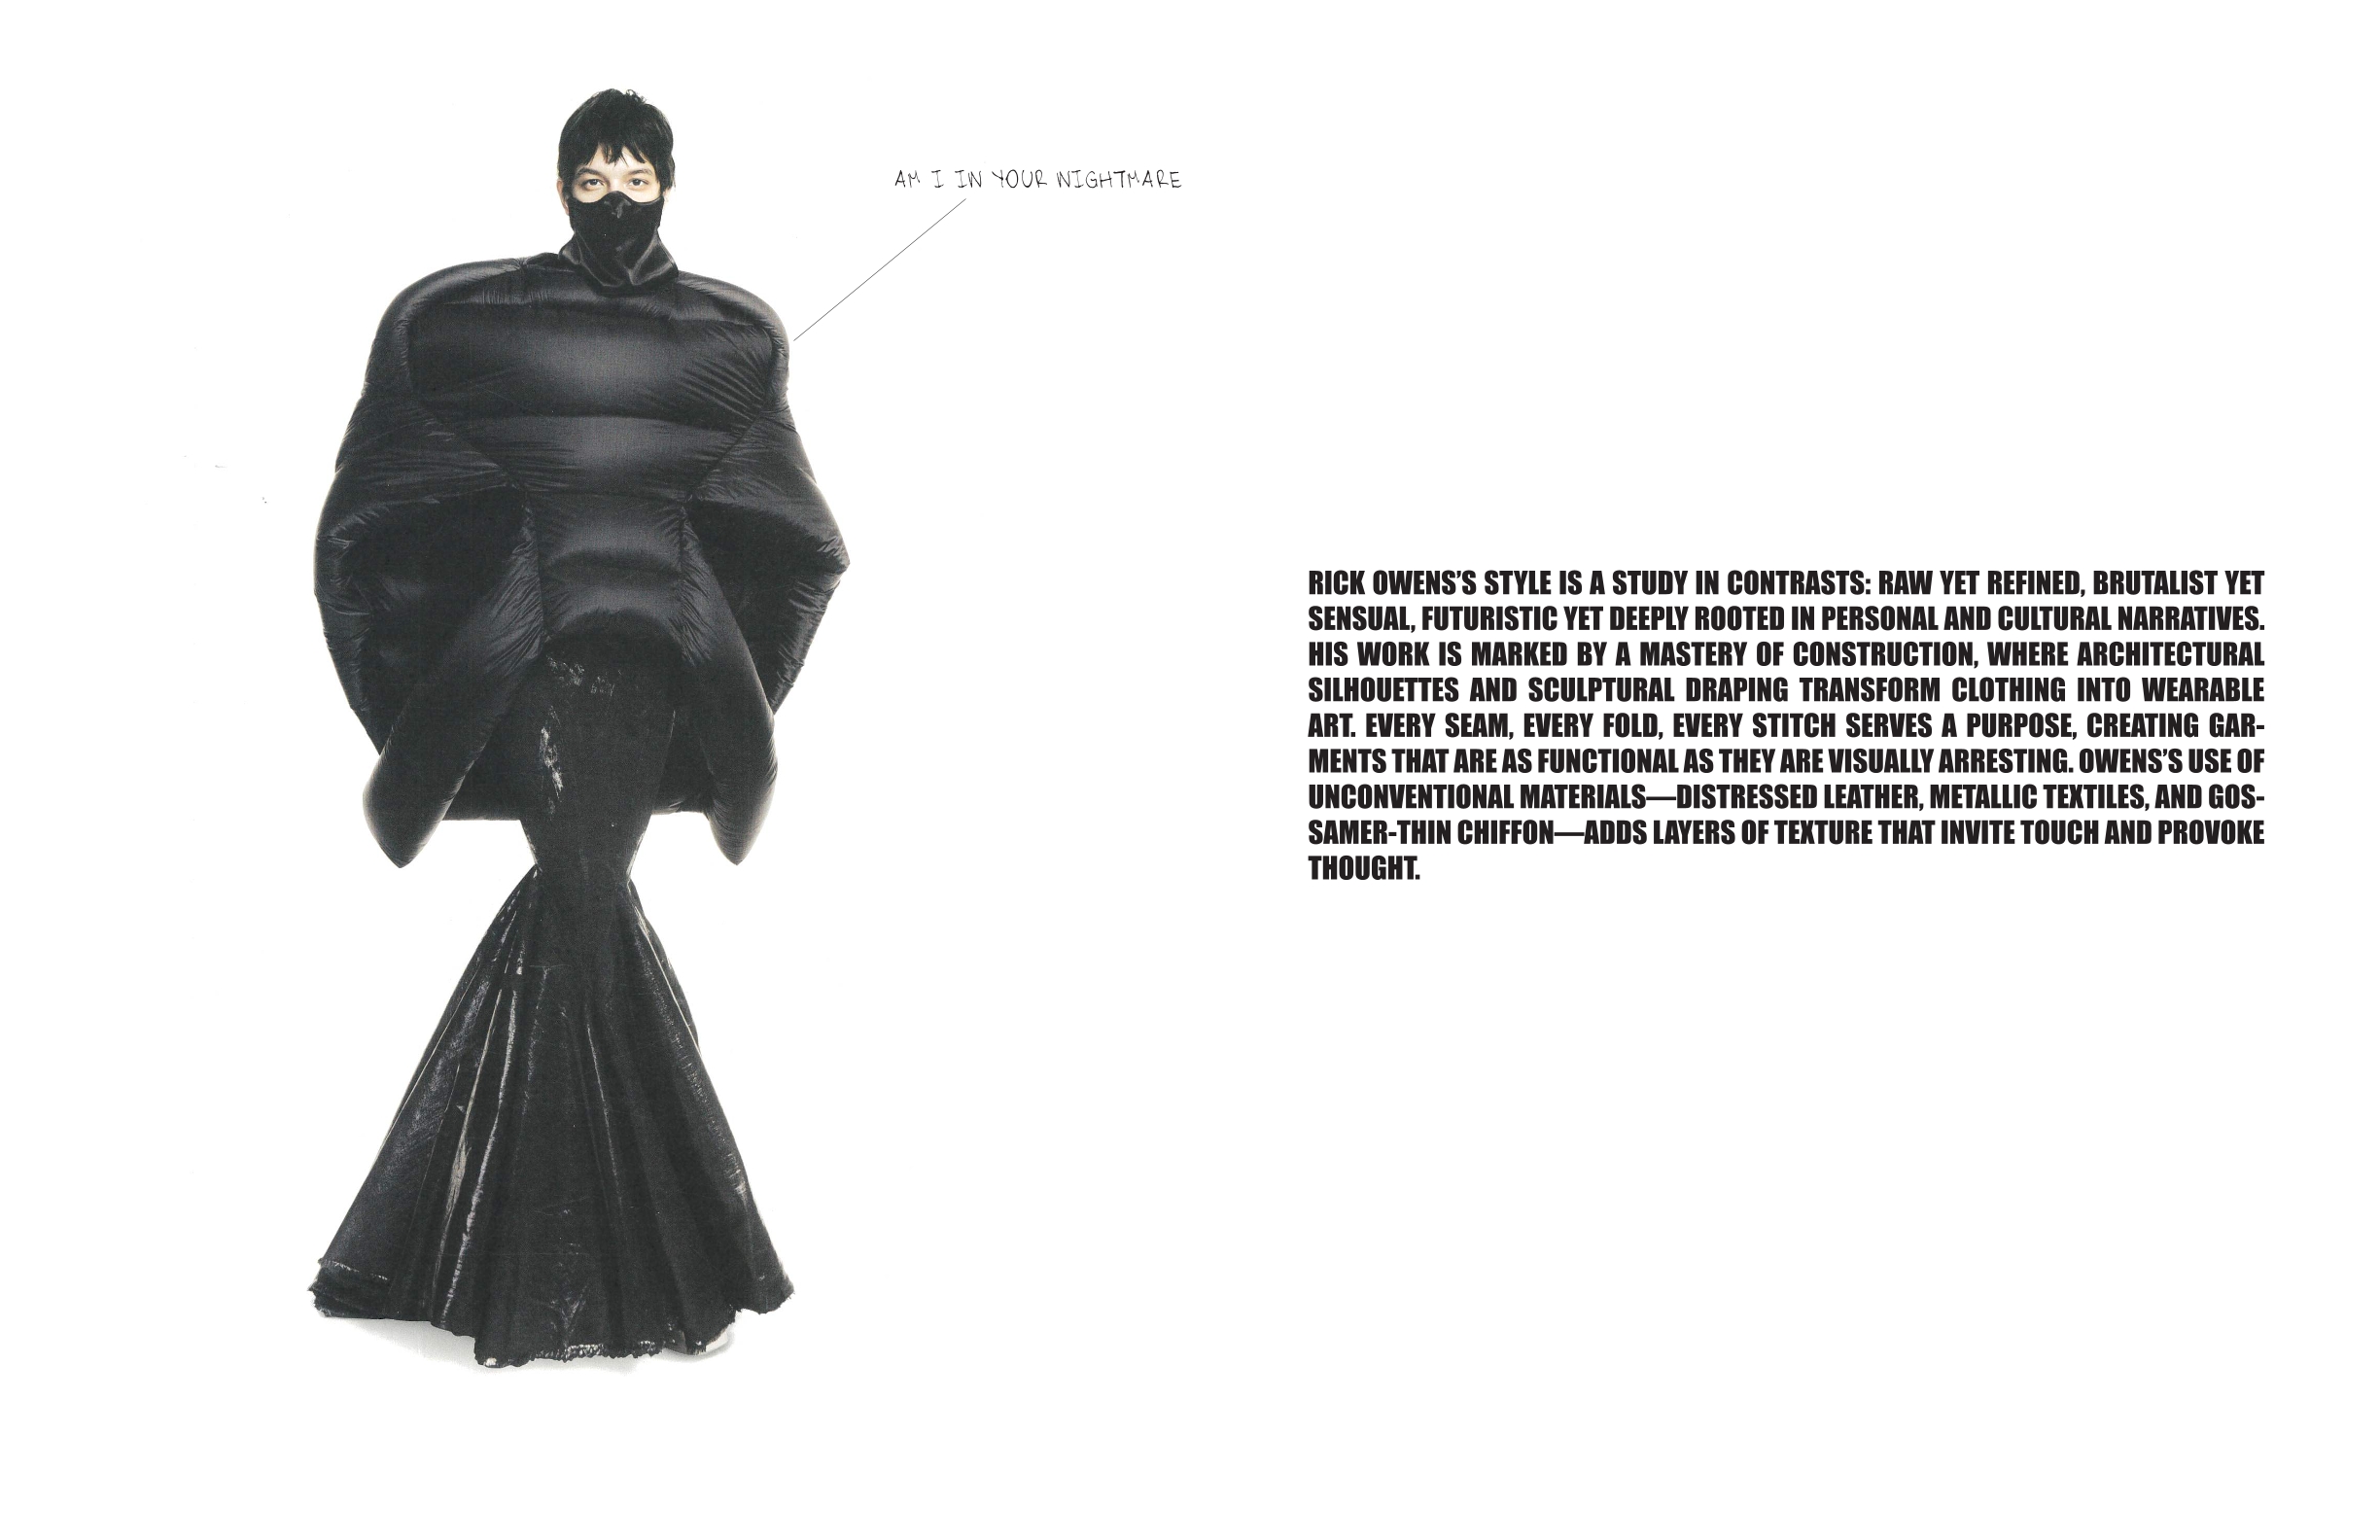 AM I IN YOUR NIGHTMARE
RICK OWENS’S STYLE IS A STUDY IN CONTRASTS: RAW YET REFINED, BRUTALIST YET
SENSUAL, FUTURISTIC YET DEEPLY ROOTED IN PERSONAL AND CULTURAL NARRATIVES.
HIS WORK IS MARKED BY A MASTERY OF CONSTRUCTION, WHERE ARCHITECTURAL
SILHOUETTES AND SCULPTURAL DRAPING TRANSFORM CLOTHING INTO WEARABLE
ART. EVERY SEAM, EVERY FOLD, EVERY STITCH SERVES A PURPOSE, CREATING GAR-
MENTS THAT ARE AS FUNCTIONAL AS THEY ARE VISUALLY ARRESTING. OWENS’S USE OF
UNCONVENTIONAL MATERIALS—DISTRESSED LEATHER, METALLIC TEXTILES, AND GOS-
SAMER-THIN CHIFFON—ADDS LAYERS OF TEXTURE THAT INVITE TOUCH AND PROVOKE
THOUGHT.